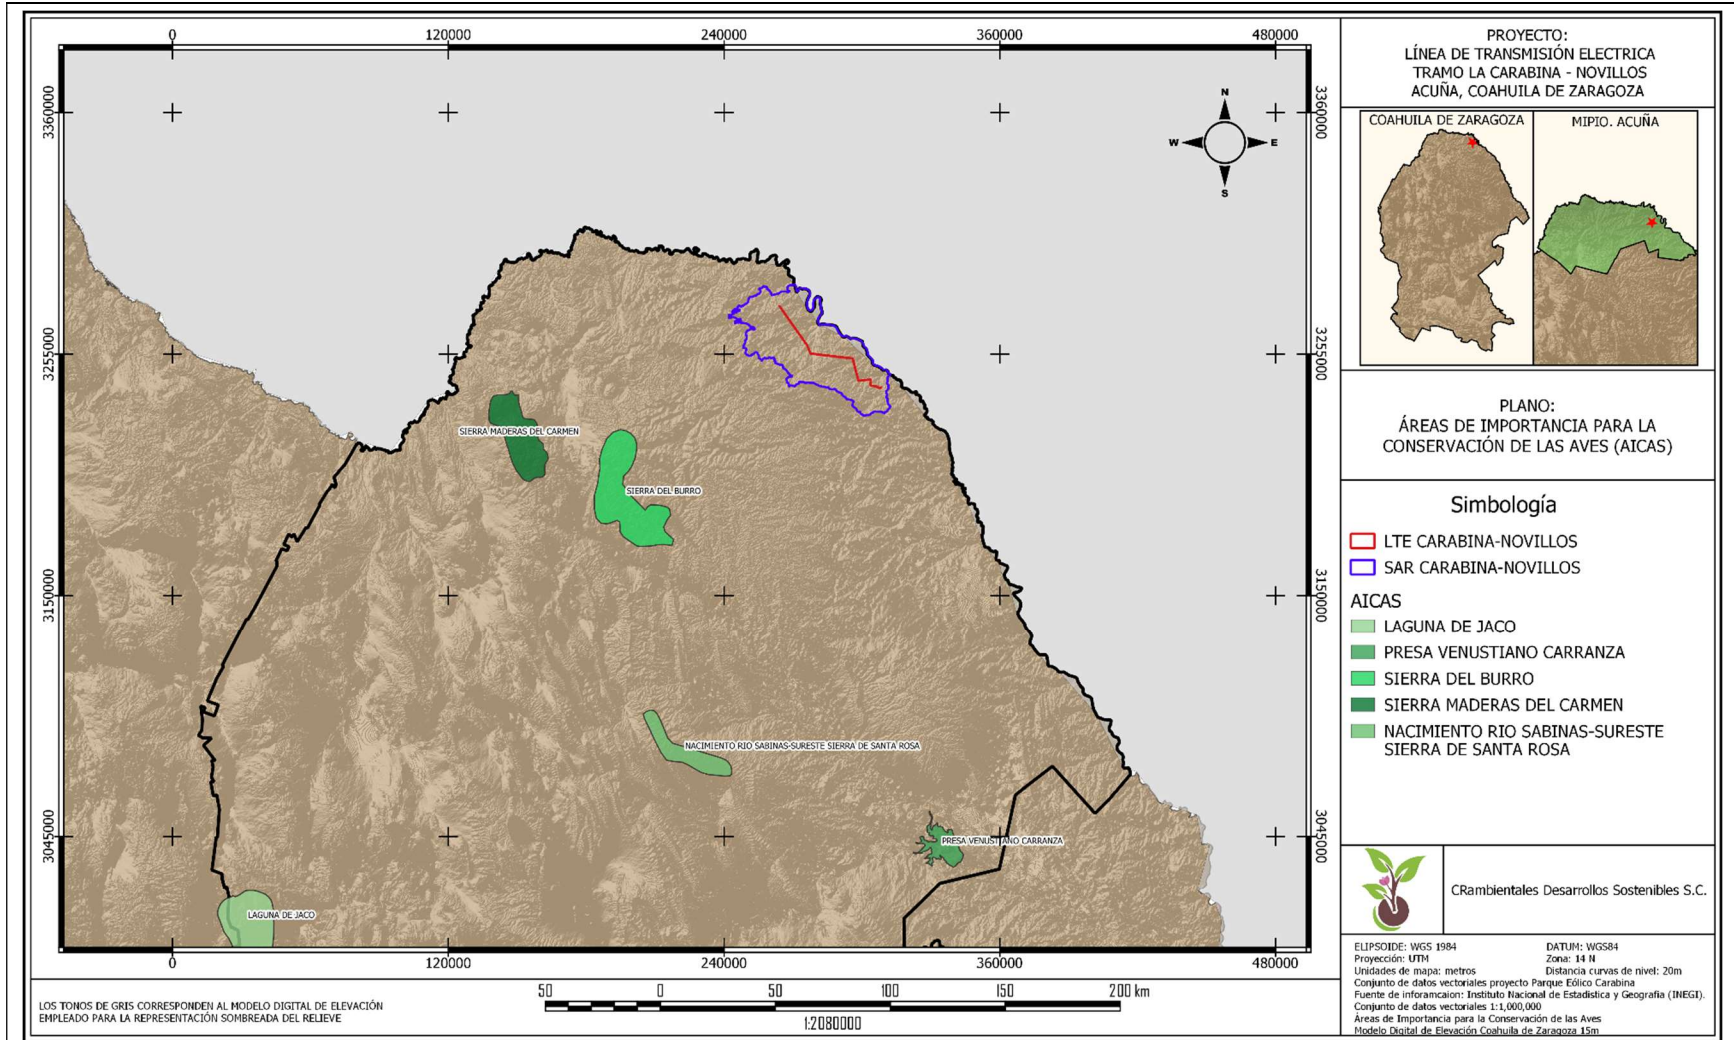 0
120000
240000
360000
480000
3360000
3255000
3150000
3045000
3360000
3255000
3150000
3045000
N
W
E
S
SIERRA MADERAS DEL CARMEN
SIERRA DEL BURRO
NACIMIENTO RIO SABINAS-SURESTE SIERRA DE SANTA ROSA
PRESA VENUSTIANO CARRANZA
LAGUNA DE JACO
0
120000
240000
360000
480000
LOS TONOS DE GRIS CORRESPONDEN AL MODELO DIGITAL DE ELEVACIÓN
EMPLEADO PARA LA REPRESENTACIÓN SOMBREADA DEL RELIEVE
50 0 50 100 150 200 km
1:2080000
PROYECTO:
LÍNEA DE TRANSMISIÓN ELECTRICA
TRAMO LA CARABINA - NOVILLOS
ACUÑA, COAHUILA DE ZARAGOZA
COAHUILA DE ZARAGOZA
MIPIO. ACUÑA
PLANO:
ÁREAS DE IMPORTANCIA PARA LA
CONSERVACIÓN DE LAS AVES (AICAS)
Simbología
LTE CARABINA-NOVILLOS
SAR CARABINA-NOVILLOS
AICAS
LAGUNA DE JACO
PRESA VENUSTIANO CARRANZA
SIERRA DEL BURRO
SIERRA MADERAS DEL CARMEN
NACIMIENTO RIO SABINAS-SURESTE
SIERRA DE SANTA ROSA
CRambientales Desarrollos Sostenibles S.C.
ELIPSOIDE: WGS 1984 DATUM: WGS84
Proyección: UTM Zona: 14 N
Unidades de mapa: metros Distancia curvas de nivel: 20m
Conjunto de datos vectoriales proyecto Parque Eólico Carabina
Fuente de inforamcaion: Instituto Nacional de Estadistica y Geografia (INEGI).
Conjunto de datos vectoriales 1:1,000,000
Áreas de Importancia para la Conservación de las Aves
Modelo Digital de Elevación Coahuila de Zaragoza 15m